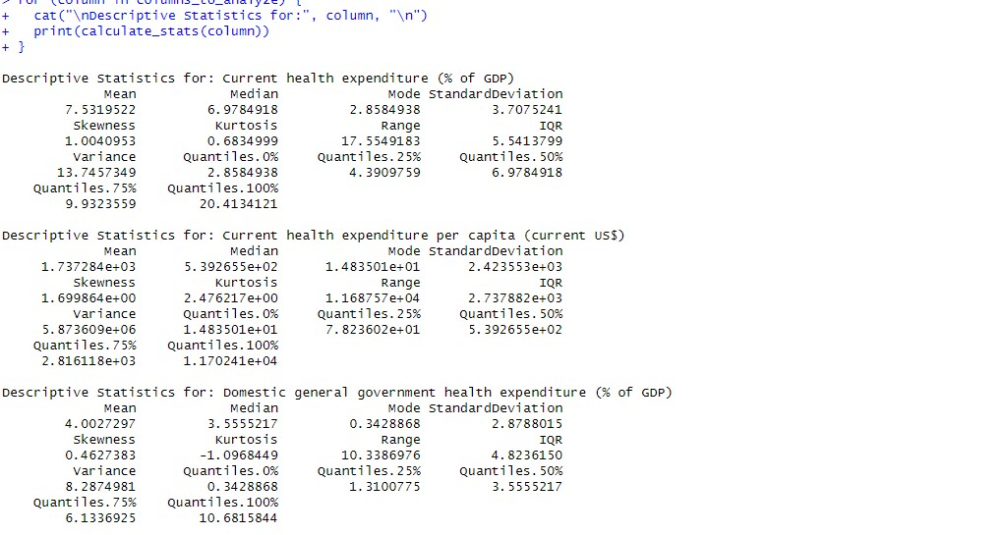 > for (column in columns_to_analyze) {
+   cat("\nDescriptive Statistics for:", column, "\n")
+   print(calculate_stats(column))
+ }
Descriptive Statistics for: Current health expenditure (% of GDP)
Mean Median Mode StandardDeviation
7.5319522 6.9784918 2.8584938 3.7075241
Skewness Kurtosis Range IQR
1.0040953 0.6834999 17.5549183 5.5413799
Variance Quantiles.0% Quantiles.25% Quantiles.50%
13.7457349 2.8584938 4.3909759 6.9784918
Quantiles.75% Quantiles.100%
9.9323559 20.4134121
Descriptive Statistics for: Current health expenditure per capita (current US$)
Mean Median Mode StandardDeviation
1.737284e+03 5.392655e+02 1.483501e+01 2.423553e+03
Skewness Kurtosis Range IQR
1.699864e+00 2.476217e+00 1.168757e+04 2.737882e+03
Variance Quantiles.0% Quantiles.25% Quantiles.50%
5.873609e+06 1.483501e+01 7.823602e+01 5.392655e+02
Quantiles.75% Quantiles.100%
2.816118e+03 1.170241e+04
Descriptive Statistics for: Domestic general government health expenditure (% of GDP)
Mean Median Mode StandardDeviation
4.0027297 3.5555217 0.3428868 2.8788015
Skewness Kurtosis Range IQR
0.4627383 -1.0968449 10.3386976 4.8236150
Variance Quantiles.0% Quantiles.25% Quantiles.50%
8.2874981 0.3428868 1.3100775 3.5555217
Quantiles.75% Quantiles.100%
6.1336925 10.6815844